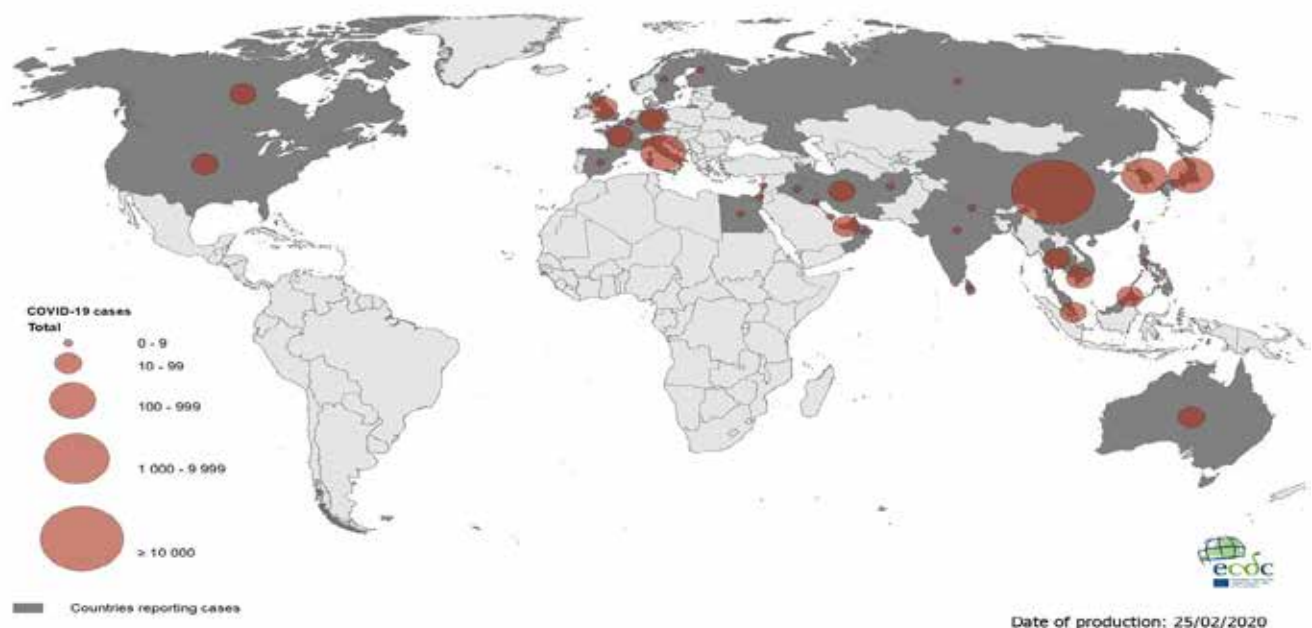 COVID-19 cases
Total
0 - 9
10 - 99
100 - 999
1 000 - 9 999
≥ 10 000
Countries reporting cases
ecdc
Date of production: 25/02/2020